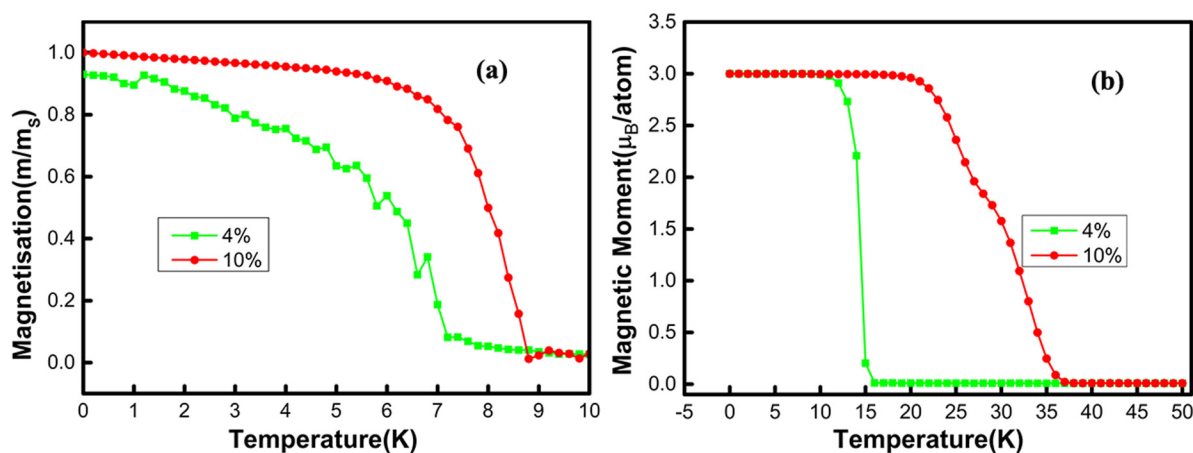 (a)
Magnetisation(m/mₛ)
1.0
0.8
0.6
0.4
0.2
0.0
4%
10%
0 1 2 3 4 5 6 7 8 9 10
Temperature(K)
(b)
Magnetic Moment(μ_B/atom)
3.5
3.0
2.5
2.0
1.5
1.0
0.5
0.0
4%
10%
-5 0 5 10 15 20 25 30 35 40 45 50
Temperature(K)